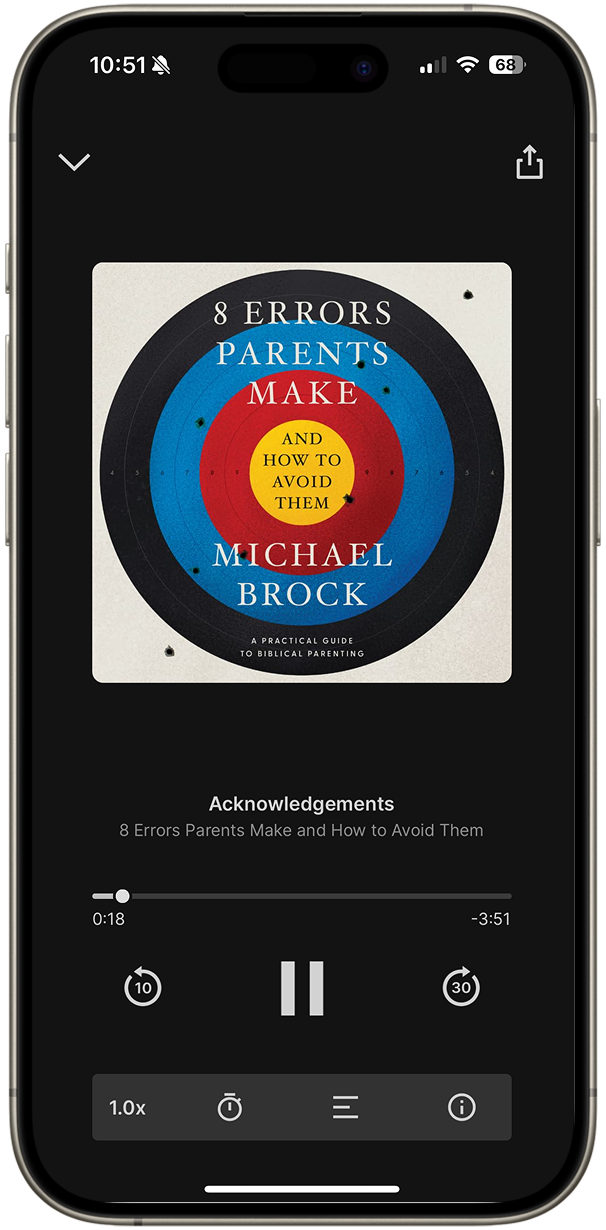 10:51
68
8 ERRORS
PARENTS
MAKE
AND
HOW TO
AVOID
THEM
MICHAEL
BROCK
A PRACTICAL GUIDE
TO BIBLICAL PARENTING
Acknowledgements
8 Errors Parents Make and How to Avoid Them
0:18 -3:51
10 30
1.0x